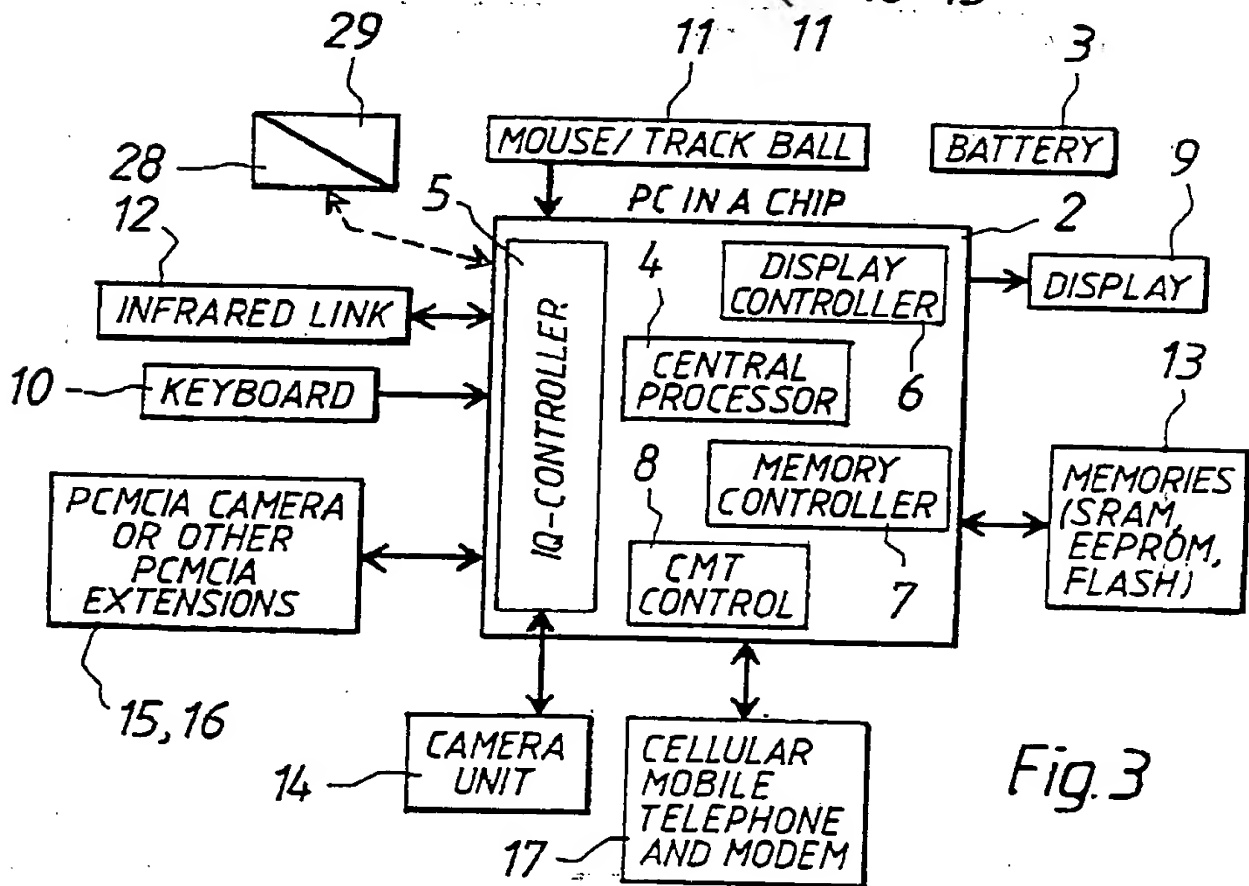 29
11
11
3
MOUSE/ TRACK BALL
BATTERY
28
5
PC IN A CHIP
2
9
12
4
DISPLAY
CONTROLLER
DISPLAY
INFRARED LINK
IQ-CONTROLLER
CENTRAL
PROCESSOR
6
13
10
KEYBOARD
8
MEMORY
CONTROLLER
MEMORIES
(SRAM,
EEPROM,
FLASH)
PCMCIA CAMERA
OR OTHER
PCMCIA
EXTENSIONS
CMT
CONTROL
7
15, 16
CAMERA
UNIT
14
CELLULAR
MOBILE
TELEPHONE
AND MODEM
17
Fig. 3